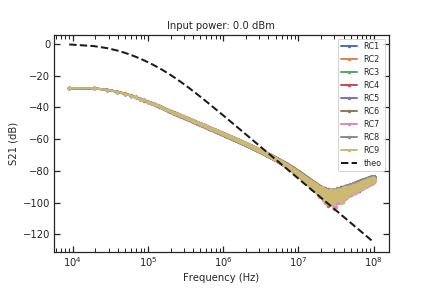 Input power: 0.0 dBm
S21 (dB)
0
−20
−40
−60
−80
−100
−120
RC1
RC2
RC3
RC4
RC5
RC6
RC7
RC8
RC9
theo
10⁴ 10⁵ 10⁶ 10⁷ 10⁸
Frequency (Hz)